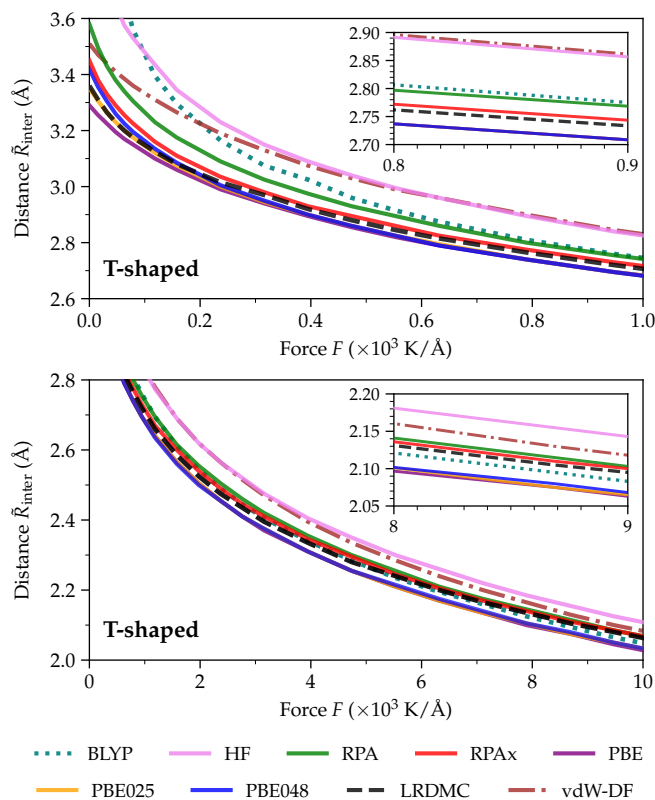 3.6
3.4
3.2
3.0
2.8
2.6
Distance R̃inter (Å)
2.90
2.85
2.80
2.75
2.70
0.8 0.9
T-shaped
0.0 0.2 0.4 0.6 0.8 1.0
Force F (×10³ K/Å)
2.8
2.6
2.4
2.2
2.0
Distance R̃inter (Å)
2.20
2.15
2.10
2.05
8 9
T-shaped
0 2 4 6 8 10
Force F (×10³ K/Å)
BLYP HF RPA RPAx PBE
PBE025 PBE048 LRDMC vdW-DF